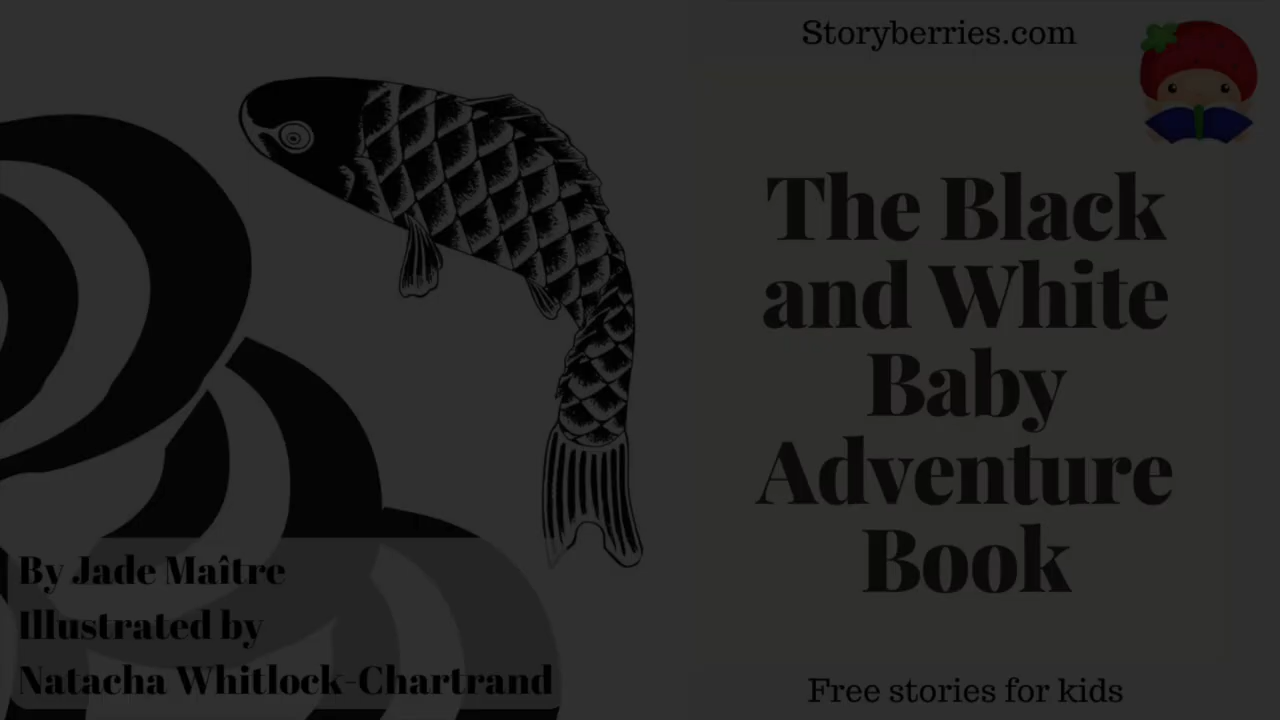 Storyberries.com
The Black
and White
Baby
Adventure
Book
By Jade Maître
Illustrated by
Natacha Whitlock-Chartrand
Free stories for kids